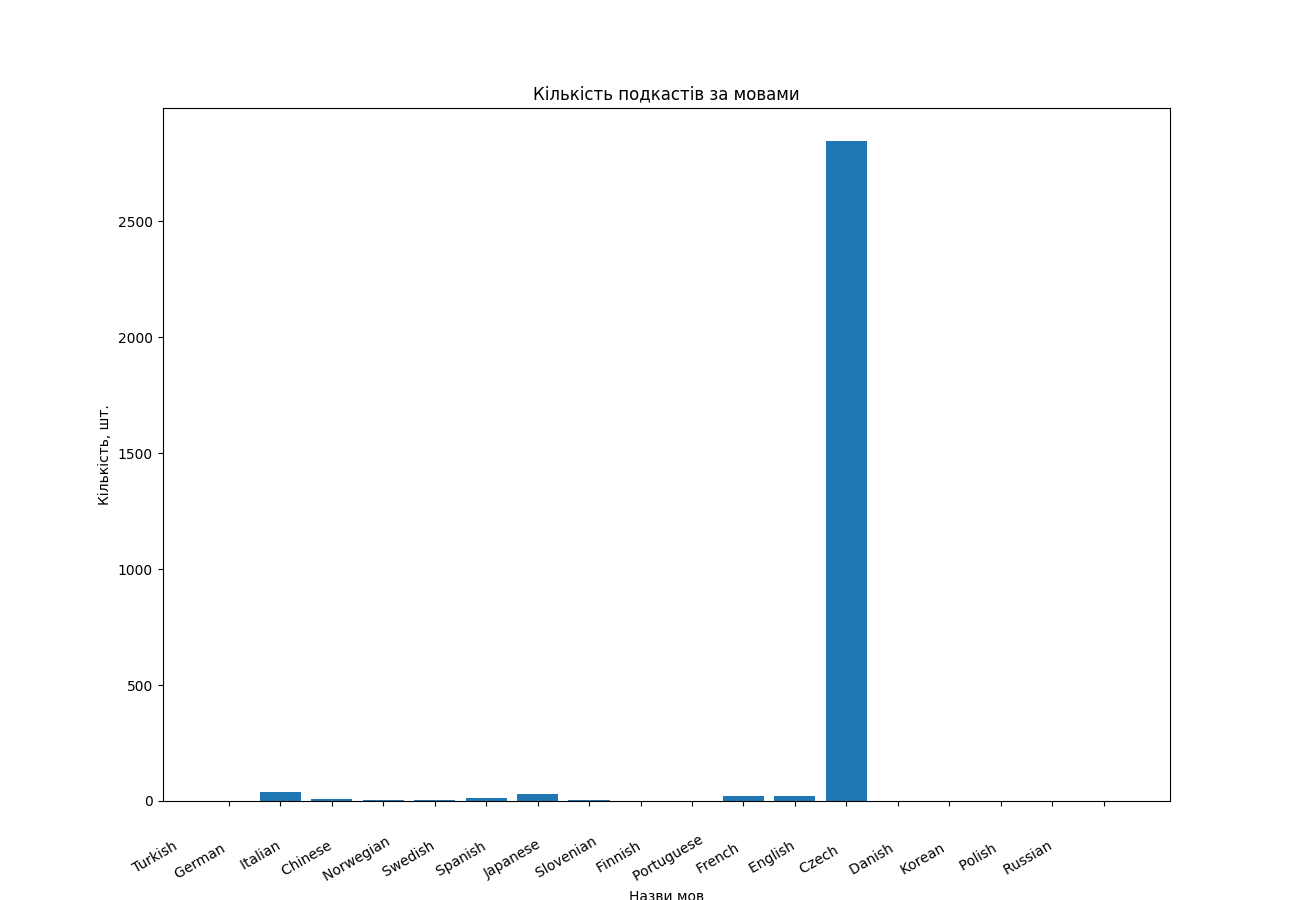 Кількість подкастів за мовами
Кількість, шт.
2500
2000
1500
1000
500
0
Turkish
German
Italian
Chinese
Norwegian
Swedish
Spanish
Japanese
Slovenian
Finnish
Portuguese
French
English
Czech
Danish
Korean
Polish
Russian
Назви мов